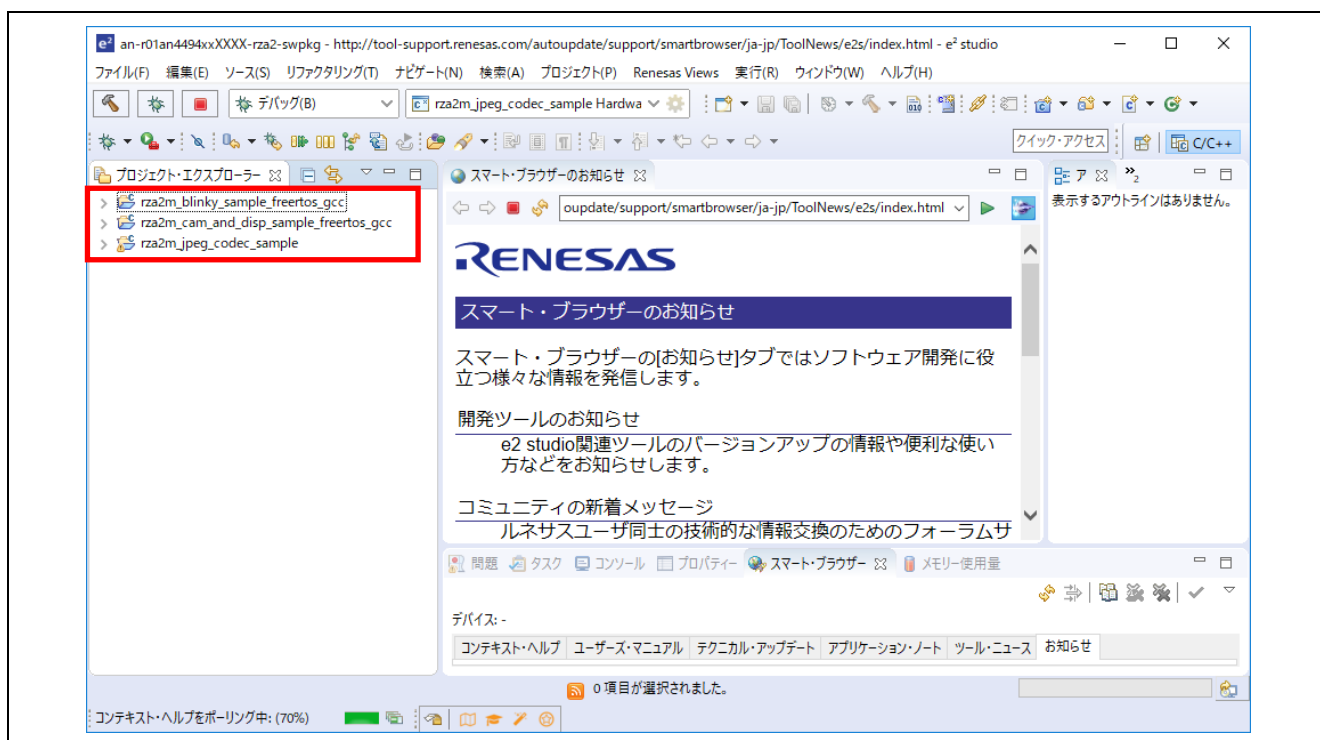 e² an-r01an4494xxXXXX-rza2-swpkg - http://tool-support.renesas.com/autoupdate/support/smartbrowser/ja-jp/ToolNews/e2s/index.html - e² studio
ファイル(F) 編集(E) ソース(S) リファクタリング(T) ナビゲート(N) 検索(A) プロジェクト(P) Renesas Views 実行(R) ウィンドウ(W) ヘルプ(H)
デバッグ(B) rza2m_jpeg_codec_sample Hardwa
クイック・アクセス C/C++
プロジェクト・エクスプローラー
rza2m_blinky_sample_freertos_gcc
rza2m_cam_and_disp_sample_freertos_gcc
rza2m_jpeg_codec_sample
スマート・ブラウザーのお知らせ
oupdate/support/smartbrowser/ja-jp/ToolNews/e2s/index.html
RENESAS
スマート・ブラウザーのお知らせ
スマート・ブラウザーの[お知らせ]タブではソフトウェア開発に役
立つ様々な情報を発信します。
開発ツールのお知らせ
e2 studio関連ツールのバージョンアップの情報や便利な使い
方などをお知らせします。
コミュニティの新着メッセージ
ルネサスユーザ同士の技術的な情報交換のためのフォーラムサ
ア »2
表示するアウトラインはありません。
問題 タスク コンソール プロパティー スマート・ブラウザー メモリー使用量
デバイス: -
コンテキスト・ヘルプ ユーザーズ・マニュアル テクニカル・アップデート アプリケーション・ノート ツール・ニュース お知らせ
0 項目が選択されました。
コンテキスト・ヘルプをポーリング中: (70%)